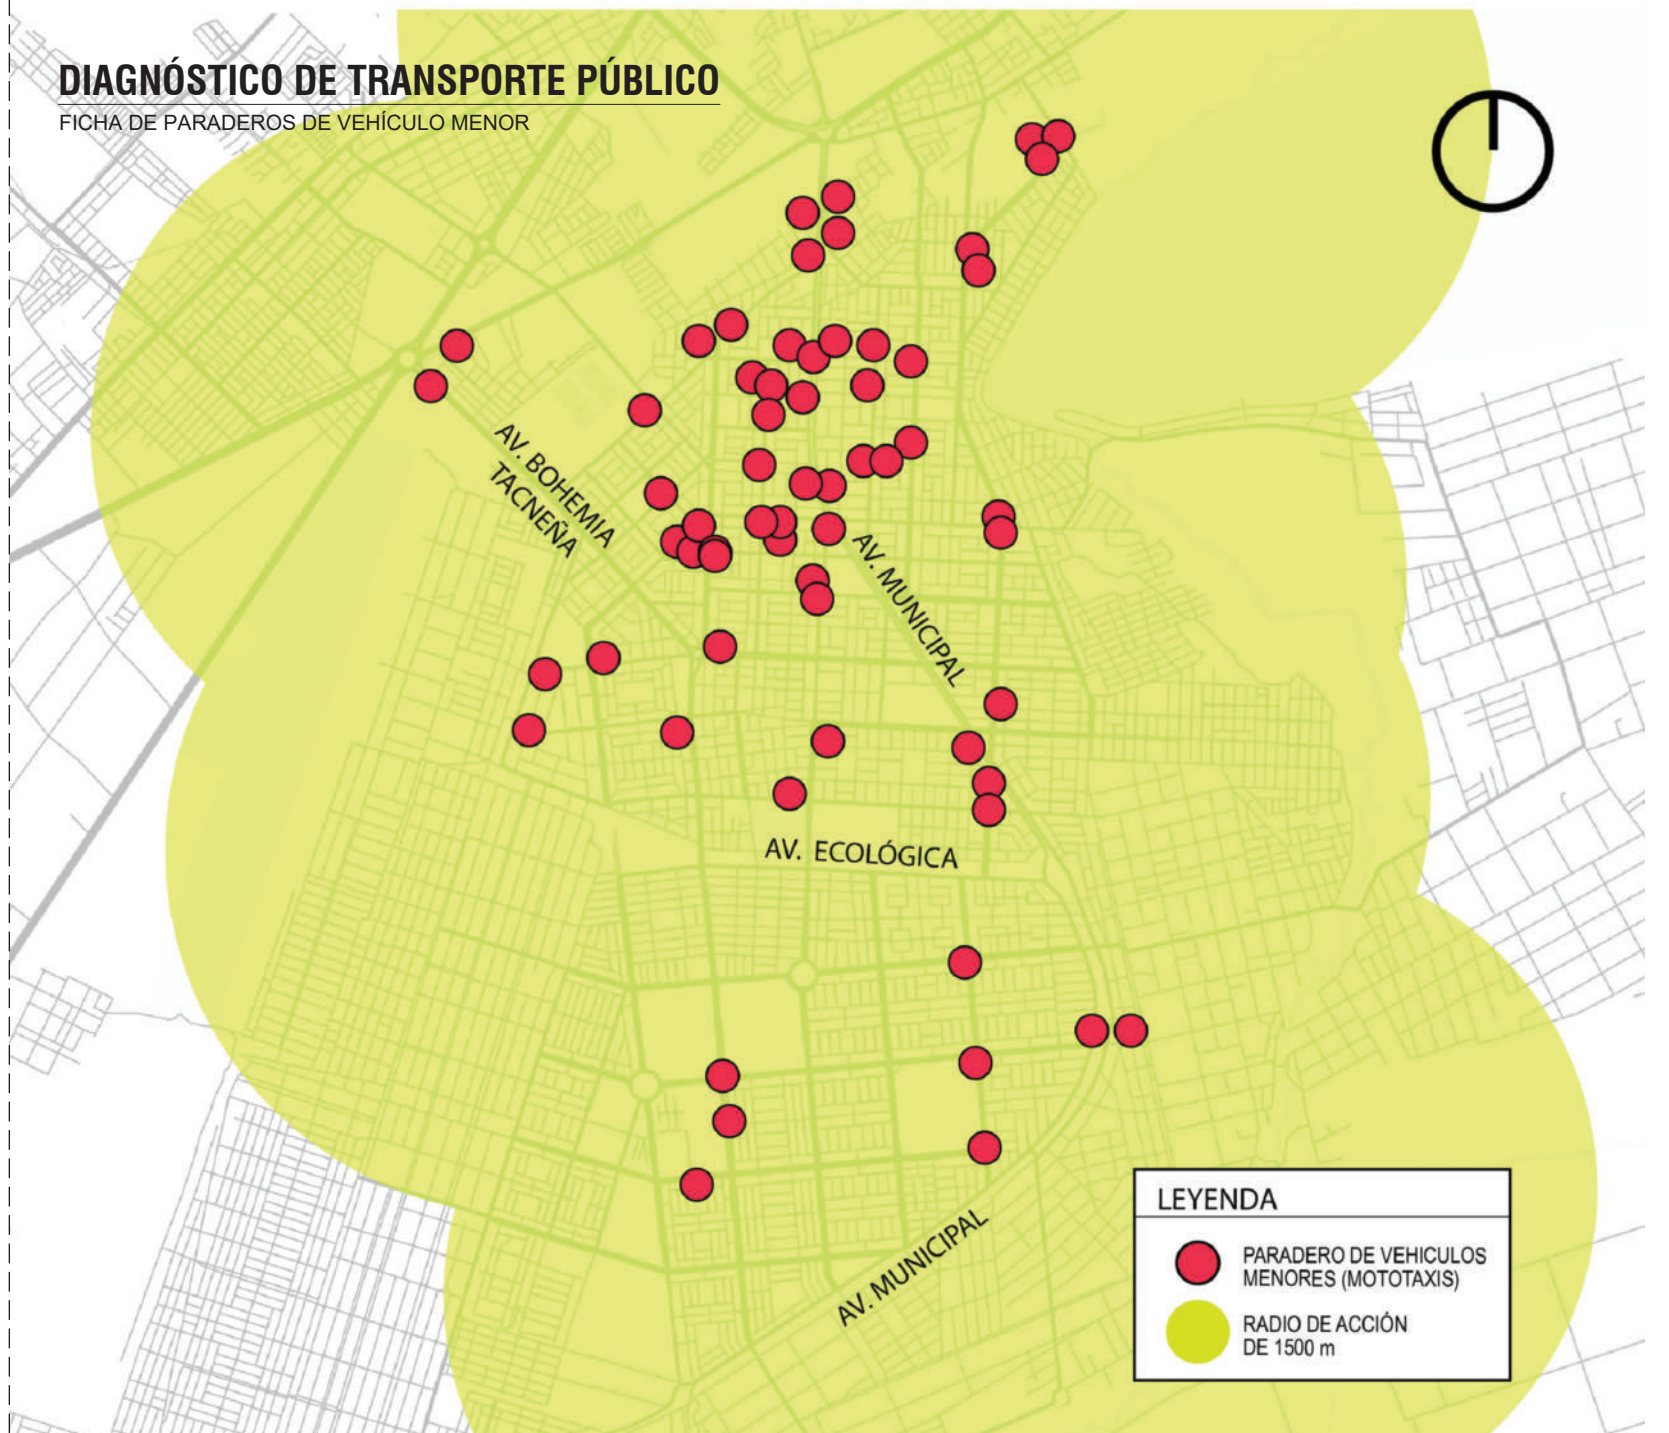 DIAGNÓSTICO DE TRANSPORTE PÚBLICO
FICHA DE PARADEROS DE VEHÍCULO MENOR
AV. BOHEMIA
TACNEÑA
AV. MUNICIPAL
AV. ECOLÓGICA
AV. MUNICIPAL
LEYENDA
PARADERO DE VEHICULOS
MENORES (MOTOTAXIS)
RADIO DE ACCIÓN
DE 1500 m